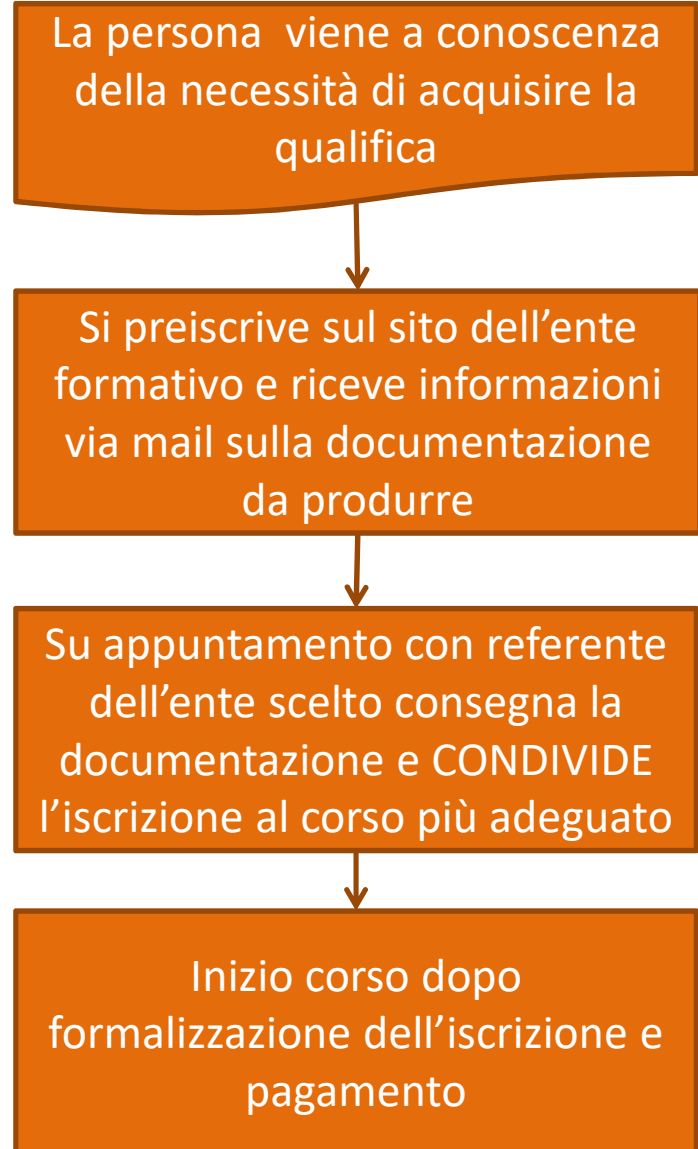 La persona  viene a conoscenza
della necessità di acquisire la
qualifica
Si preiscrive sul sito dell’ente
formativo e riceve informazioni
via mail sulla documentazione
da produrre
Su appuntamento con referente
dell’ente scelto consegna la
documentazione e CONDIVIDE
l’iscrizione al corso più adeguato
Inizio corso dopo
formalizzazione dell’iscrizione e
pagamento